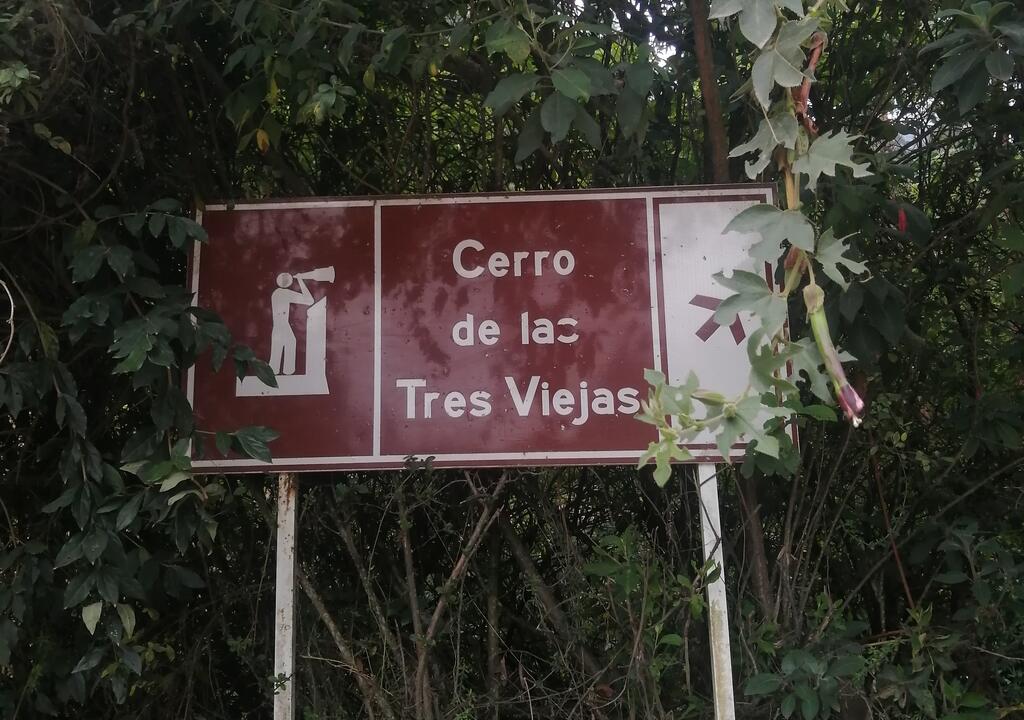 Cerro
de las
Tres Viejas